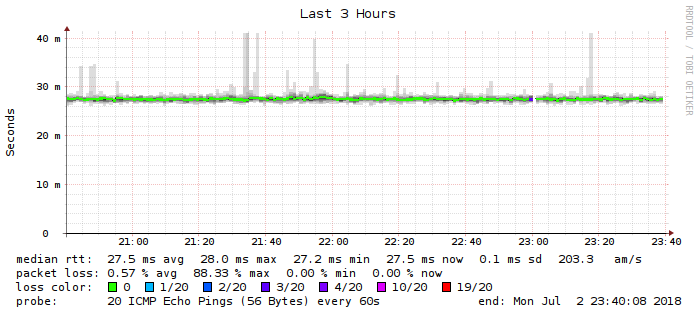 Last 3 Hours
RRDTOOL / TOBI OETIKER
Seconds
40 m
30 m
20 m
10 m
0
21:00 21:20 21:40 22:00 22:20 22:40 23:00 23:20 23:40
median rtt: 27.5 ms avg 28.0 ms max 27.2 ms min 27.5 ms now 0.1 ms sd 203.3 am/s
packet loss: 0.57 % avg 88.33 % max 0.00 % min 0.00 % now
loss color: 0 1/20 2/20 3/20 4/20 10/20 19/20
probe: 20 ICMP Echo Pings (56 Bytes) every 60s end: Mon Jul 2 23:40:08 2018